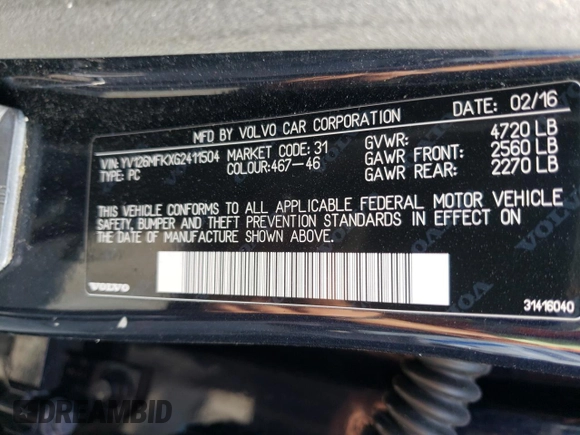 MFD BY VOLVO CAR CORPORATION
DATE: 02/16
VIN: YV126MFKXG2411504
TYPE: PC
MARKET CODE: 31
COLOUR: 467-46
GVWR: 4720 LB
GAWR FRONT: 2560 LB
GAWR REAR: 2270 LB
THIS VEHICLE CONFORMS TO ALL APPLICABLE FEDERAL MOTOR VEHICLE
SAFETY, BUMPER AND THEFT PREVENTION STANDARDS IN EFFECT ON
THE DATE OF MANUFACTURE SHOWN ABOVE.
VOLVO
31416040
DREAMBID